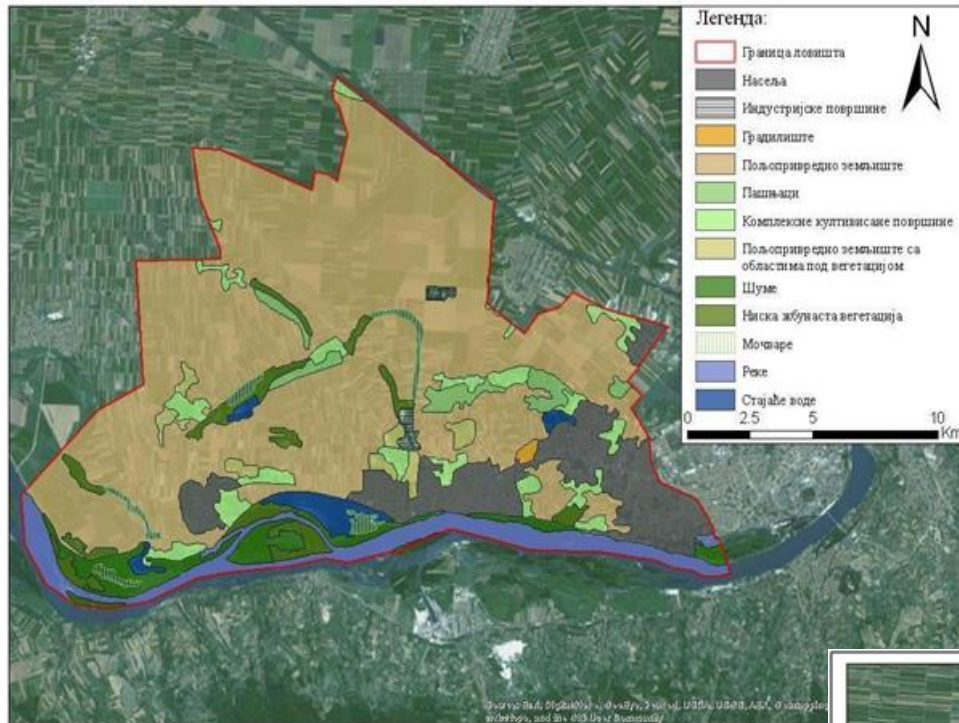 Легенда:
N
Граница ловишта
Насеља
Индустријске површине
Градилиште
Пољопривредно земљиште
Пашњаци
Комплексне култивисане површине
Пољопривредно земљиште са
областима под вегетацијом
Шуме
Ниска жбунаста вегетација
Мочваре
Реке
Стајаће воде
0 2.5 5 10
Km